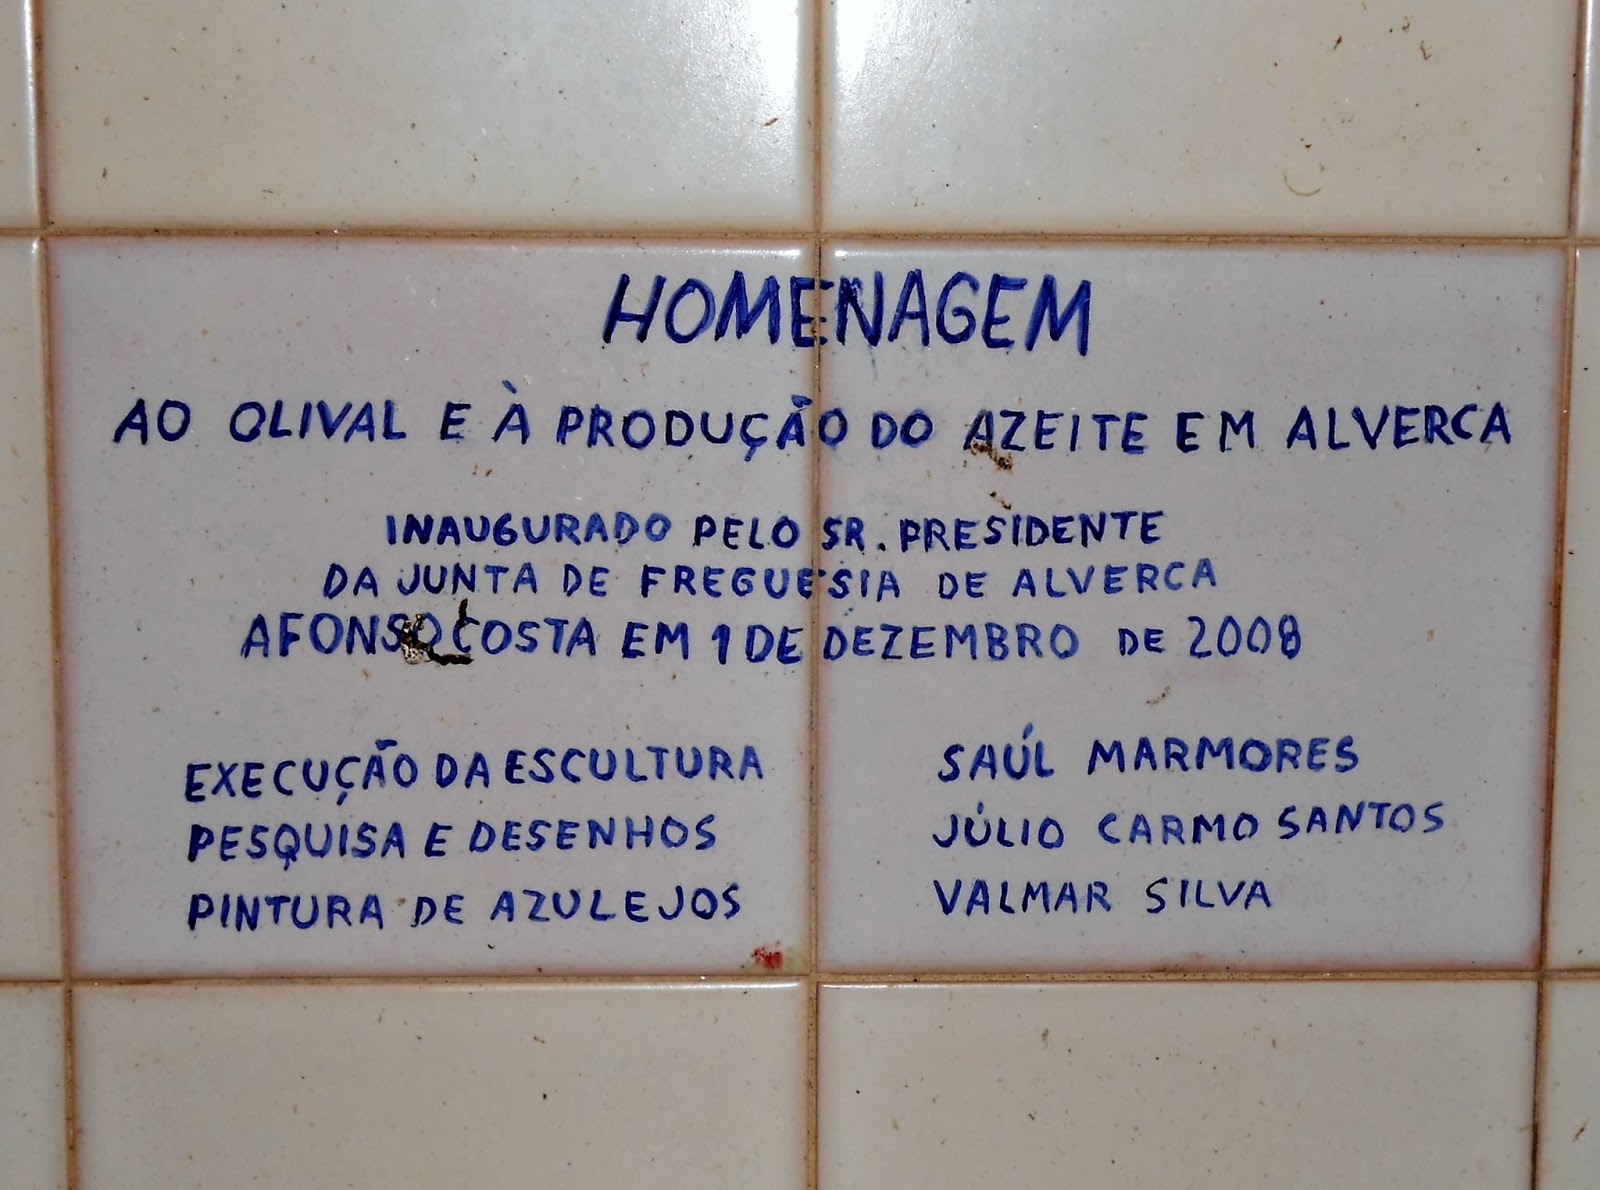 HOMENAGEM
AO OLIVAL E À PRODUÇÃO DO AZEITE EM ALVERCA
INAUGURADO PELO SR. PRESIDENTE
DA JUNTA DE FREGUESIA DE ALVERCA
AFONSO COSTA EM 1 DE DEZEMBRO DE 2008
EXECUÇÃO DA ESCULTURA SAÚL MARMORES
PESQUISA E DESENHOS JÚLIO CARMO SANTOS
PINTURA DE AZULEJOS VALMAR SILVA